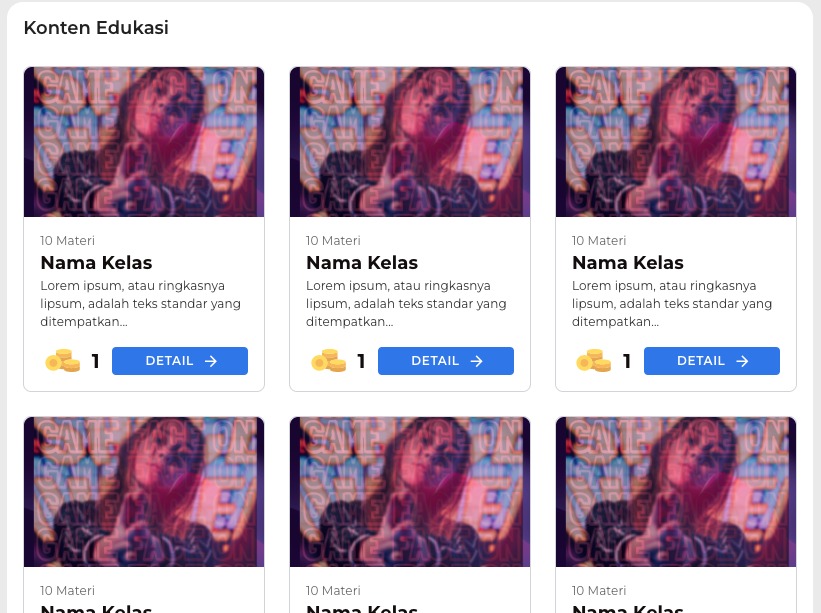 Konten Edukasi
10 Materi
Nama Kelas
Lorem ipsum, atau ringkasnya
lipsum, adalah teks standar yang
ditempatkan...
1 DETAIL →
10 Materi
Nama Kelas
Lorem ipsum, atau ringkasnya
lipsum, adalah teks standar yang
ditempatkan...
1 DETAIL →
10 Materi
Nama Kelas
Lorem ipsum, atau ringkasnya
lipsum, adalah teks standar yang
ditempatkan...
1 DETAIL →
10 Materi
Nama Kelas
10 Materi
Nama Kelas
10 Materi
Nama Kelas